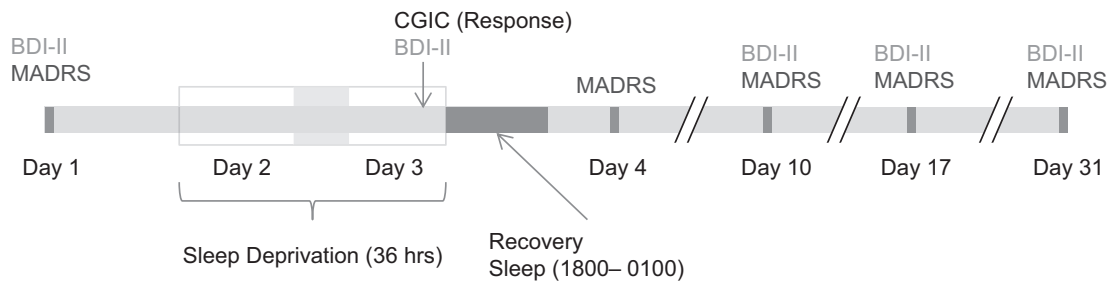 CGIC (Response)
BDI-II
BDI-II
MADRS
MADRS
BDI-II
MADRS
BDI-II
MADRS
BDI-II
MADRS
Day 1
Day 2
Day 3
Day 4
Day 10
Day 17
Day 31
Sleep Deprivation (36 hrs)
Recovery
Sleep (1800– 0100)